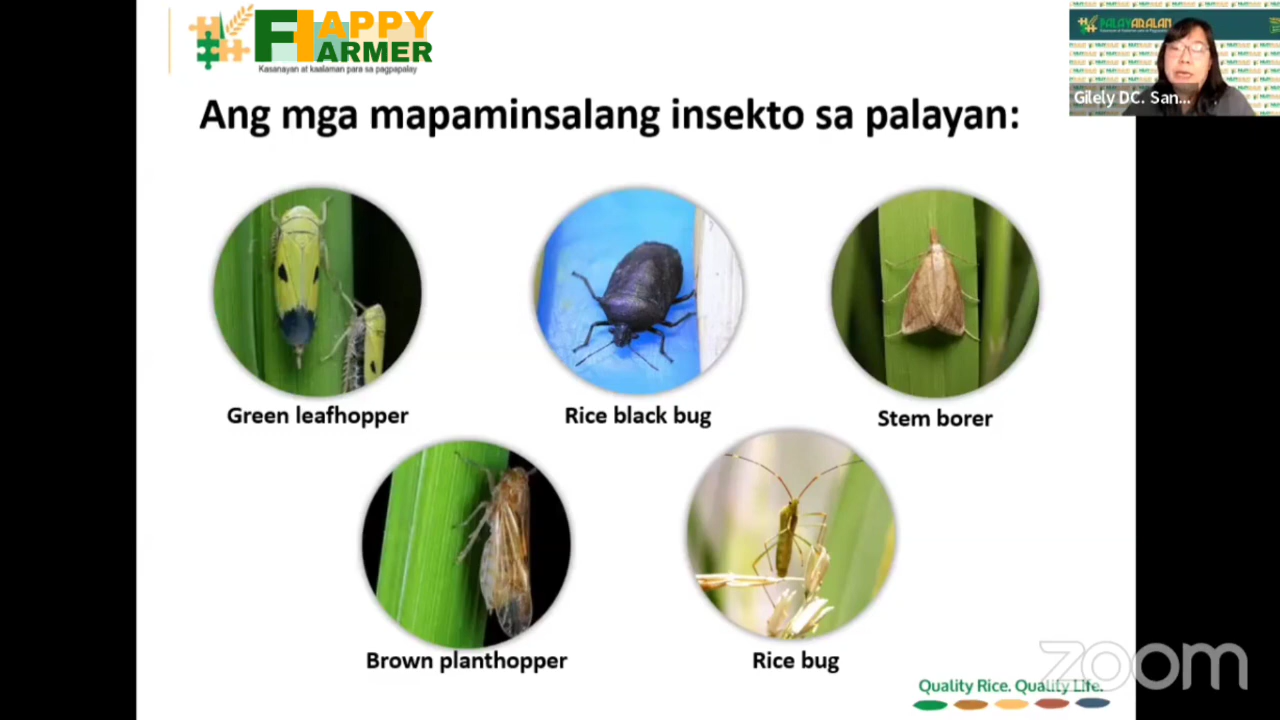 HAPPY
FARMER
Kasanayan at kaalaman para sa pagpapalay
PALAYARALAN
Gilely DC. San...
Ang mga mapaminsalang insekto sa palayan:
Green leafhopper
Rice black bug
Stem borer
Brown planthopper
Rice bug
zoom
Quality Rice. Quality Life.